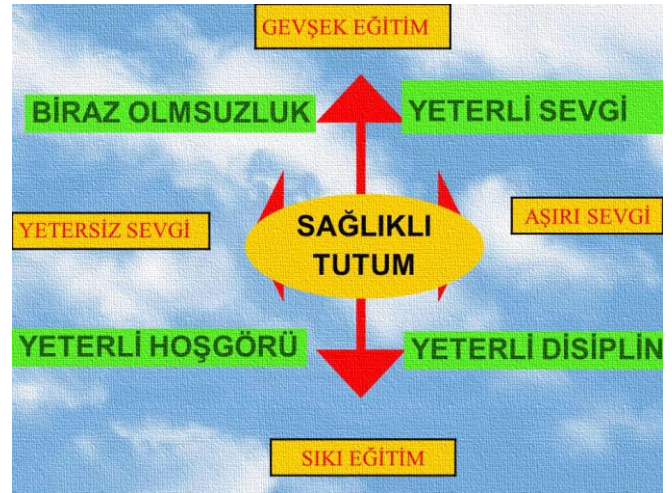 GEVŞEK EĞİTİM
BİRAZ OLMSUZLUK
YETERLİ SEVGİ
YETERSİZ SEVGİ
SAĞLIKLI
TUTUM
AŞIRI SEVGİ
YETERLİ HOŞGÖRÜ
YETERLİ DİSİPLİN
SIKI EĞİTİM